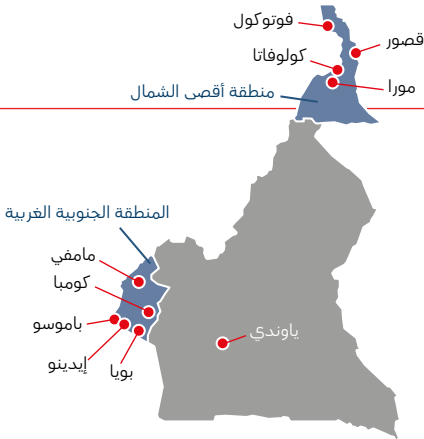 فوتوكول
قصور
كولوفاتا
مورا
منطقة أقصى الشمال
المنطقة الجنوبية الغربية
مامفي
كومبا
باموسو
إيدينو
بويا
ياوندي